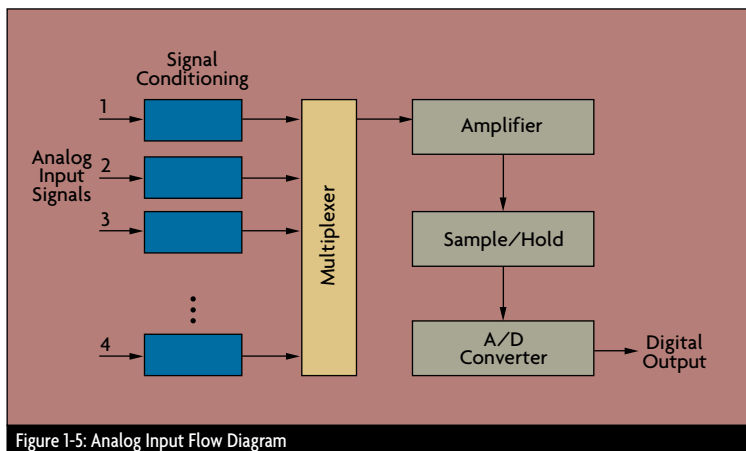 Signal
Conditioning
1
Analog
Input
Signals
2
3
4
Multiplexer
Amplifier
Sample/Hold
A/D
Converter
Digital
Output
Figure 1-5: Analog Input Flow Diagram